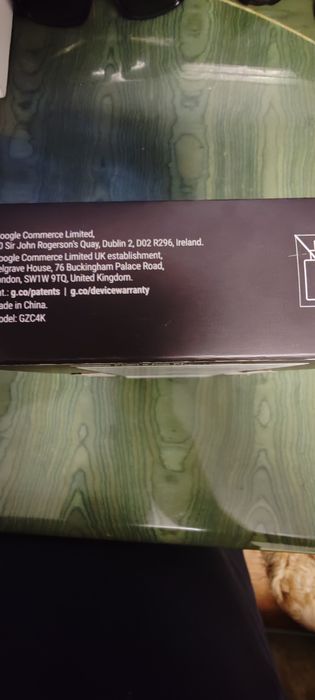 oogle Commerce Limited,
0 Sir John Rogerson's Quay, Dublin 2, D02 R296, Ireland.
oogle Commerce Limited UK establishment,
elgrave House, 76 Buckingham Palace Road,
ondon, SW1W 9TQ, United Kingdom.
at.: g.co/patents | g.co/devicewarranty
ade in China.
odel: GZC4K